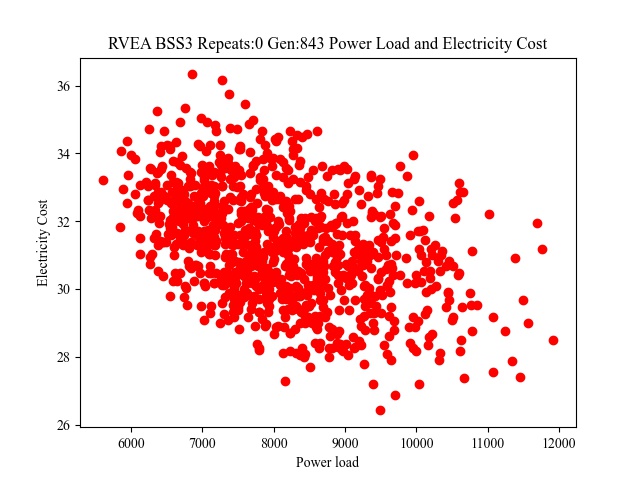 RVEA BSS3 Repeats:0 Gen:843 Power Load and Electricity Cost
36
34
32
30
28
26
Electricity Cost
6000 7000 8000 9000 10000 11000 12000
Power load